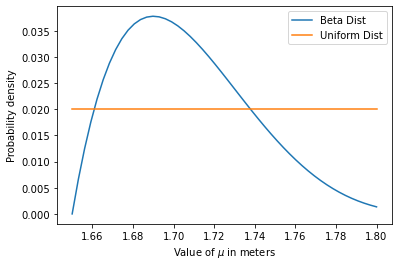 Beta Dist
Uniform Dist
Probability density
0.035
0.030
0.025
0.020
0.015
0.010
0.005
0.000
1.66 1.68 1.70 1.72 1.74 1.76 1.78 1.80
Value of μ in meters